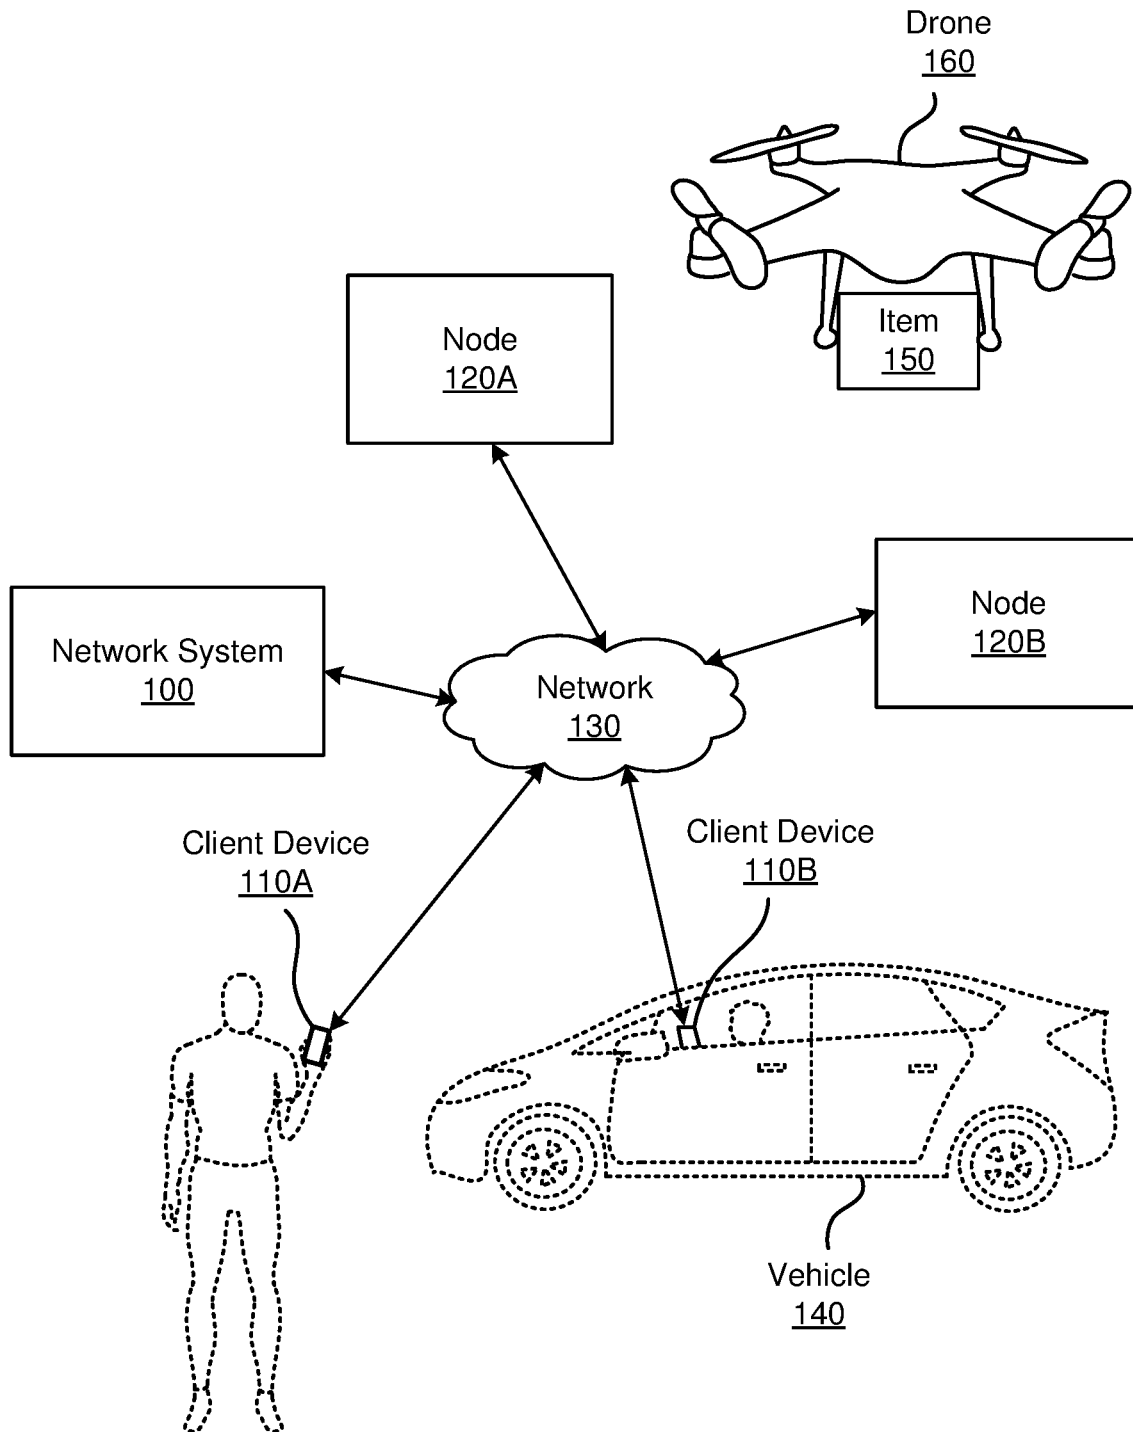 Drone
160
Item
150
Node
120A
Node
120B
Network System
100
Network
130
Client Device
110A
Client Device
110B
Vehicle
140